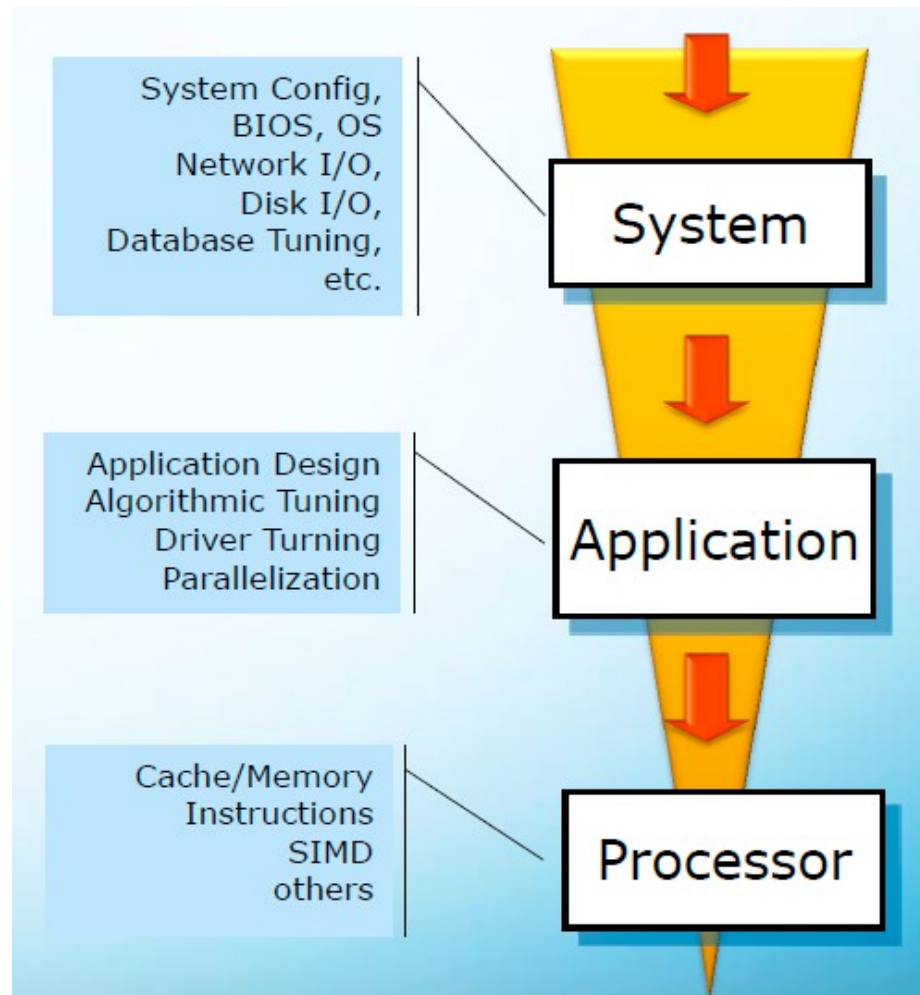 System Config,
BIOS, OS
Network I/O,
Disk I/O,
Database Tuning,
etc.
System
Application Design
Algorithmic Tuning
Driver Turning
Parallelization
Application
Cache/Memory
Instructions
SIMD
others
Processor